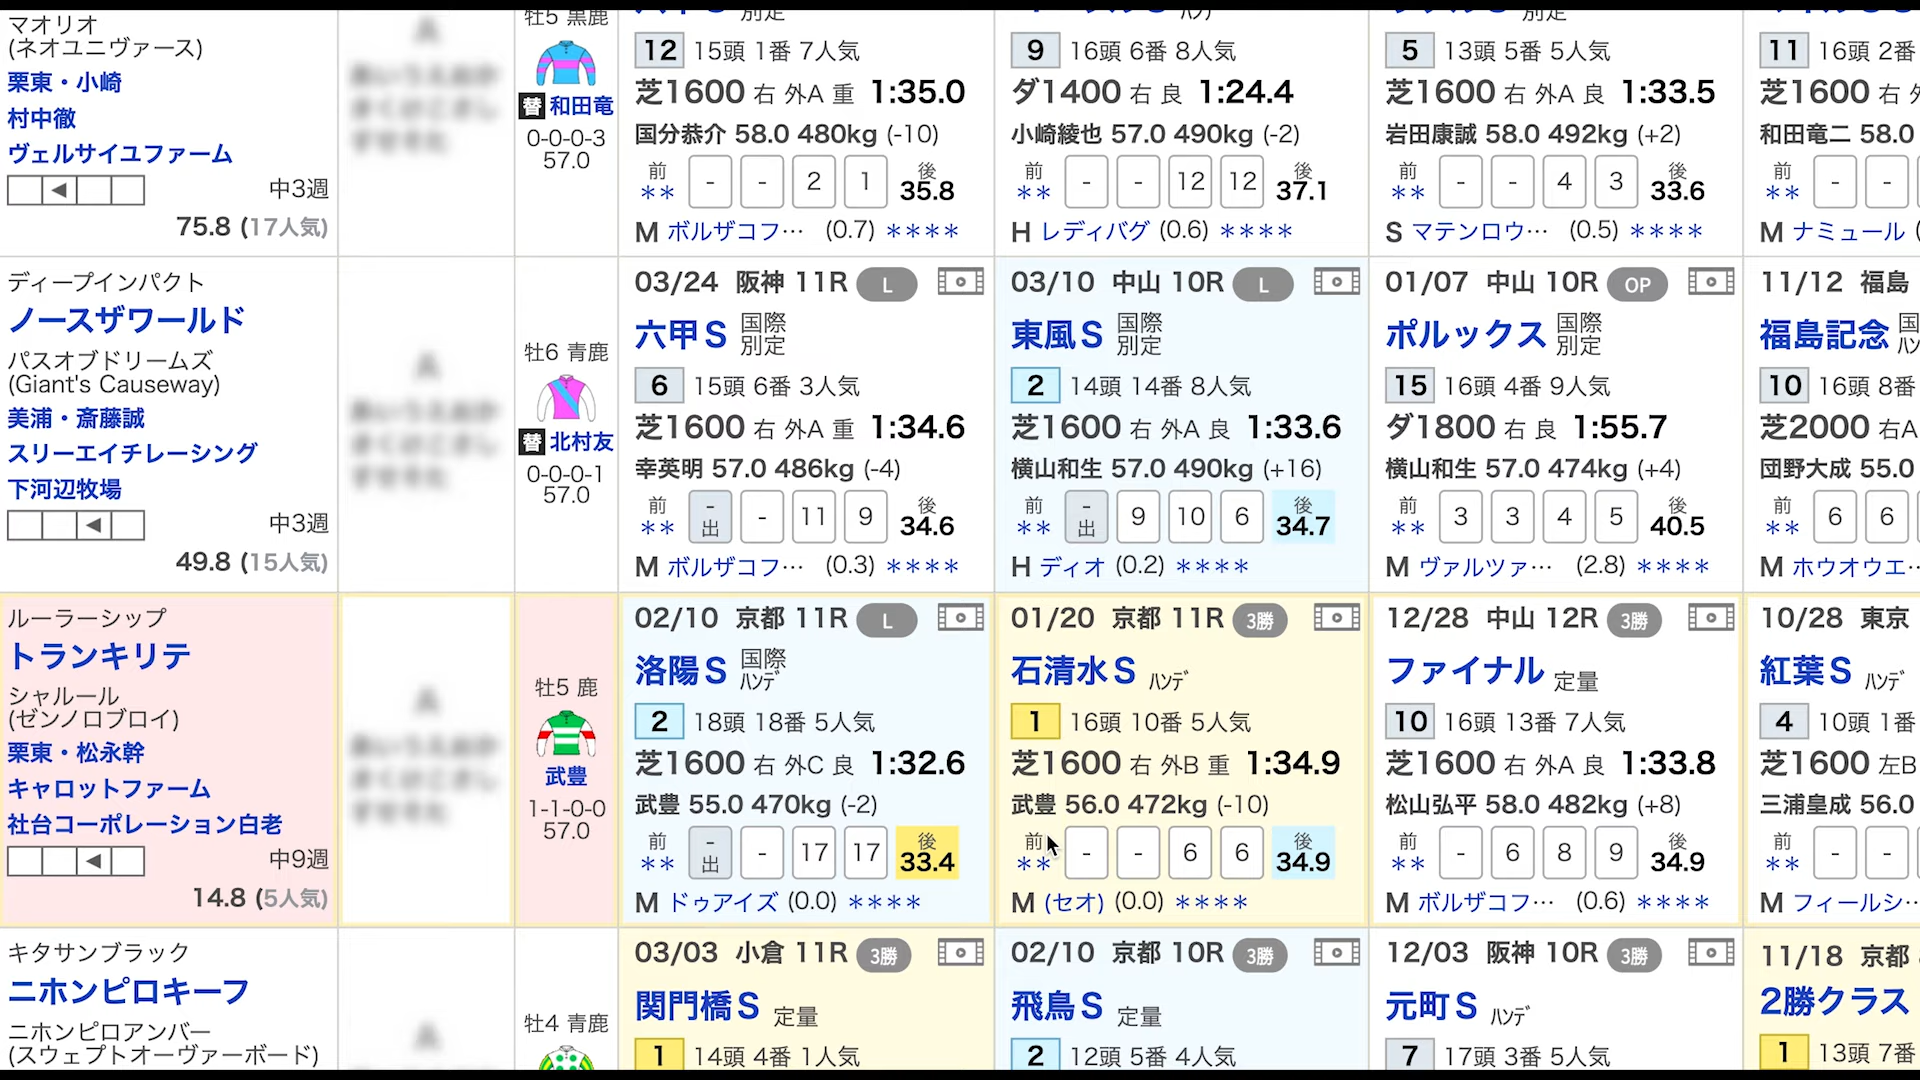 マオリオ
(ネオユニヴァース)
栗東・小崎
村中徹
ヴェルサイユファーム
中3週
75.8 (17人気)
牡5 黒鹿
替 和田竜
0-0-0-3
57.0
12 15頭 1番 7人気
芝1600 右 外A 重 1:35.0
国分恭介 58.0 480kg (-10)
前 ** - - 2 1 後 35.8
M ボルザコフ… (0.7) ****
9 16頭 6番 8人気
ダ1400 右 良 1:24.4
小崎綾也 57.0 490kg (-2)
前 ** - - 12 12 後 37.1
H レディバグ (0.6) ****
別定
5 13頭 5番 5人気
芝1600 右 外A 良 1:33.5
岩田康誠 58.0 492kg (+2)
前 ** - - 4 3 後 33.6
S マテンロウ… (0.5) ****
11 16頭 2番
芝1600 右
和田竜二 58.0
前 ** - -
M ナミュール
ディープインパクト
ノースザワールド
パスオブドリームズ
(Giant's Causeway)
美浦・斎藤誠
スリーエイチレーシング
下河辺牧場
中3週
49.8 (15人気)
牡6 青鹿
替 北村友
0-0-0-1
57.0
03/24 阪神 11R L
六甲S 国際 別定
6 15頭 6番 3人気
芝1600 右 外A 重 1:34.6
幸英明 57.0 486kg (-4)
前 ** -出 - 11 9 後 34.6
M ボルザコフ… (0.3) ****
03/10 中山 10R L
東風S 国際 別定
2 14頭 14番 8人気
芝1600 右 外A 良 1:33.6
横山和生 57.0 490kg (+16)
前 ** -出 9 10 6 後 34.7
H ディオ (0.2) ****
01/07 中山 10R OP
ポルックス 国際 別定
15 16頭 4番 9人気
ダ1800 右 良 1:55.7
横山和生 57.0 474kg (+4)
前 ** 3 3 4 5 後 40.5
M ヴァルツァ… (2.8) ****
11/12 福島
福島記念
10 16頭 8番
芝2000 右A
団野大成 55.0
前 ** 6 6
M ホウオウエ…
ルーラーシップ
トランキリテ
シャルール
(ゼンノロブロイ)
栗東・松永幹
キャロットファーム
社台コーポレーション白老
中9週
14.8 (5人気)
牡5 鹿
武豊
1-1-0-0
57.0
02/10 京都 11R L
洛陽S 国際 ハンデ
2 18頭 18番 5人気
芝1600 右 外C 良 1:32.6
武豊 55.0 470kg (-2)
前 ** -出 - 17 17 後 33.4
M ドゥアイズ (0.0) ****
01/20 京都 11R 3勝
石清水S ハンデ
1 16頭 10番 5人気
芝1600 右 外B 重 1:34.9
武豊 56.0 472kg (-10)
前 ** - - 6 6 後 34.9
M (セオ) (0.0) ****
12/28 中山 12R 3勝
ファイナル 定量
10 16頭 13番 7人気
芝1600 右 外A 良 1:33.8
松山弘平 58.0 482kg (+8)
前 ** - 6 8 9 後 34.9
M ボルザコフ… (0.6) ****
10/28 東京
紅葉S ハンデ
4 10頭 1番
芝1600 左B
三浦皇成 56.0
前 ** - -
M フィールシ…
キタサンブラック
ニホンピロキーフ
ニホンピロアンバー
(スウェプトオーヴァーボード)
牡4 青鹿
03/03 小倉 11R 3勝
関門橋S 定量
1 14頭 4番 1人気
02/10 京都 10R 3勝
飛鳥S 定量
2 12頭 5番 4人気
12/03 阪神 10R 3勝
元町S ハンデ
7 17頭 3番 5人気
11/18 京都
2勝クラス
1 13頭 7番